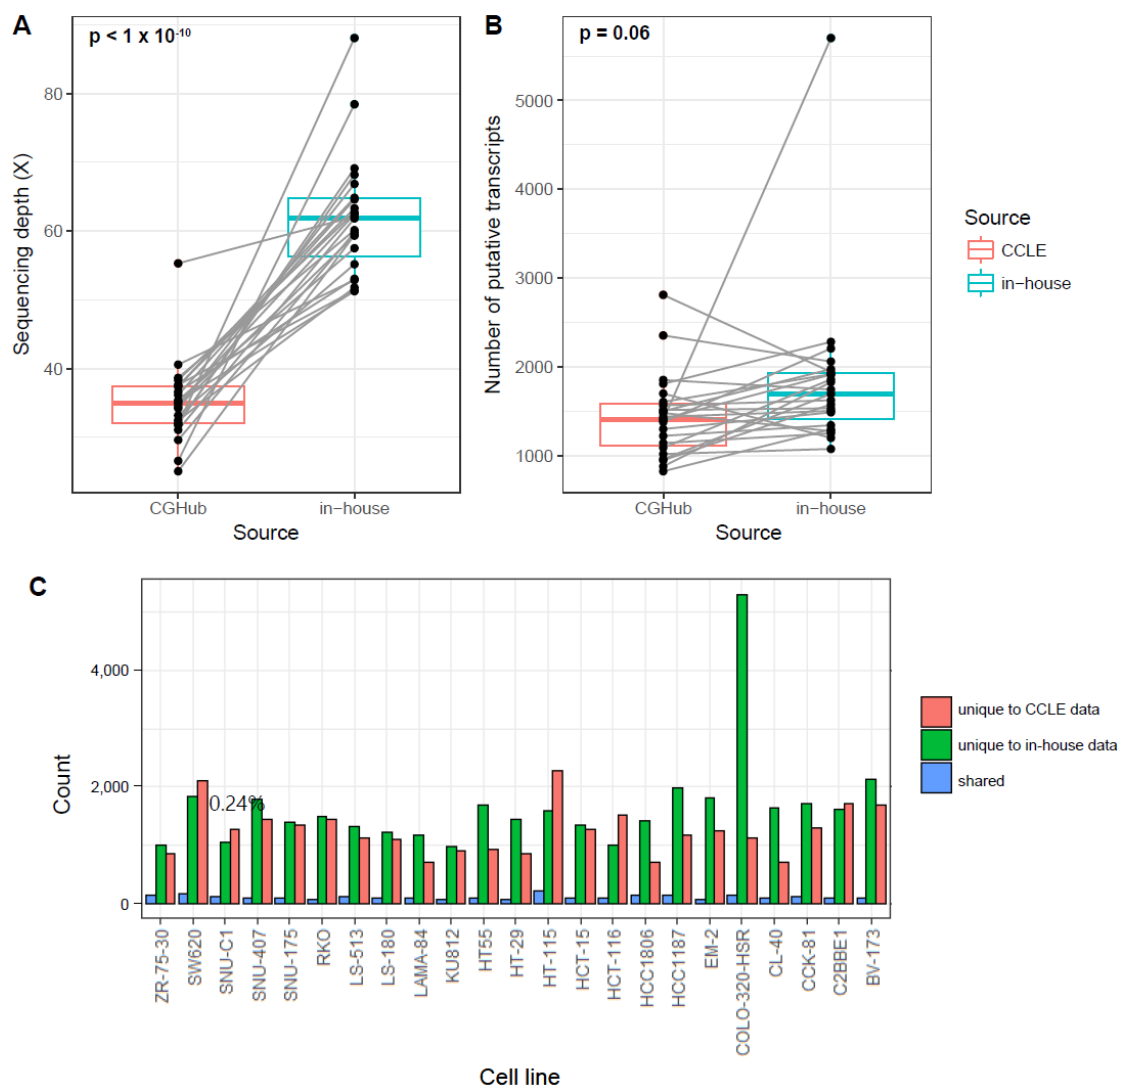 A
p < 1 x 10⁻¹⁰
Sequencing depth (X)
80
60
40
CGHub
in−house
Source
B
p = 0.06
Number of putative transcripts
5000
4000
3000
2000
1000
CGHub
in−house
Source
Source
CCLE
in−house
C
Count
4,000
2,000
0
0.24%
ZR-75-30
SW620
SNU-C1
SNU-407
SNU-175
RKO
LS-513
LS-180
LAMA-84
KU812
HT55
HT-29
HT-115
HCT-15
HCT-116
HCC1806
HCC1187
EM-2
COLO-320-HSR
CL-40
CCK-81
C2BBE1
BV-173
Cell line
unique to CCLE data
unique to in-house data
shared